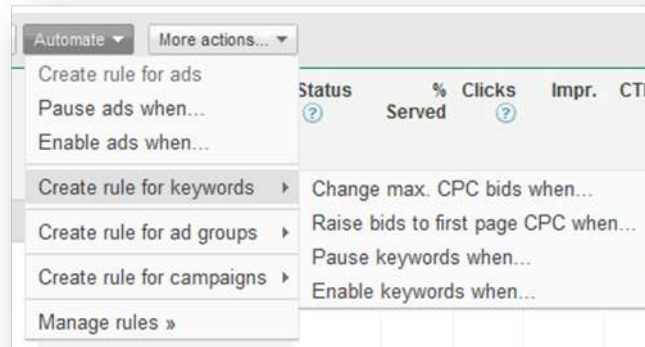 Automate
More actions...
Create rule for ads
Pause ads when...
Enable ads when...
Create rule for keywords
Create rule for ad groups
Create rule for campaigns
Manage rules »
Status
?
%
Served
Clicks
?
Impr.
Change max. CPC bids when...
Raise bids to first page CPC when...
Pause keywords when...
Enable keywords when...